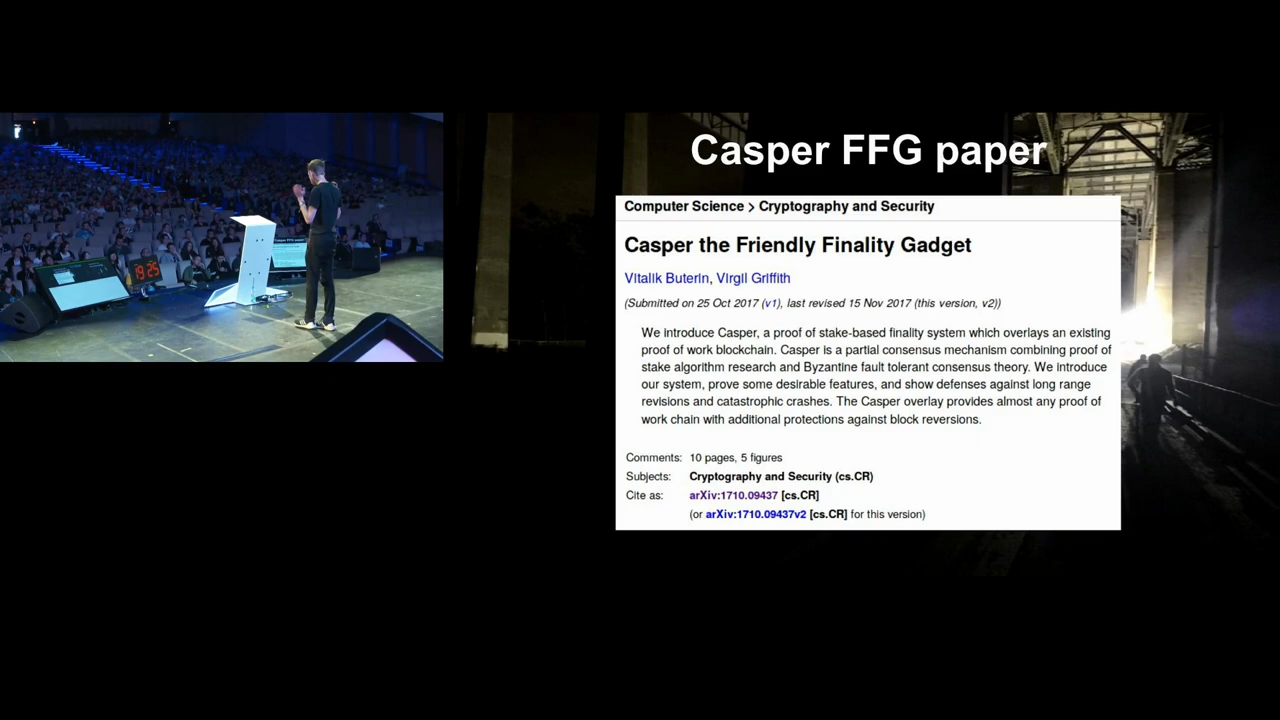 Casper FFG paper
Computer Science > Cryptography and Security
Casper the Friendly Finality Gadget
Vitalik Buterin, Virgil Griffith
(Submitted on 25 Oct 2017 (v1), last revised 15 Nov 2017 (this version, v2))
We introduce Casper, a proof of stake-based finality system which overlays an existing
proof of work blockchain. Casper is a partial consensus mechanism combining proof of
stake algorithm research and Byzantine fault tolerant consensus theory. We introduce
our system, prove some desirable features, and show defenses against long range
revisions and catastrophic crashes. The Casper overlay provides almost any proof of
work chain with additional protections against block reversions.
Comments: 10 pages, 5 figures
Subjects: Cryptography and Security (cs.CR)
Cite as: arXiv:1710.09437 [cs.CR]
(or arXiv:1710.09437v2 [cs.CR] for this version)
19:25